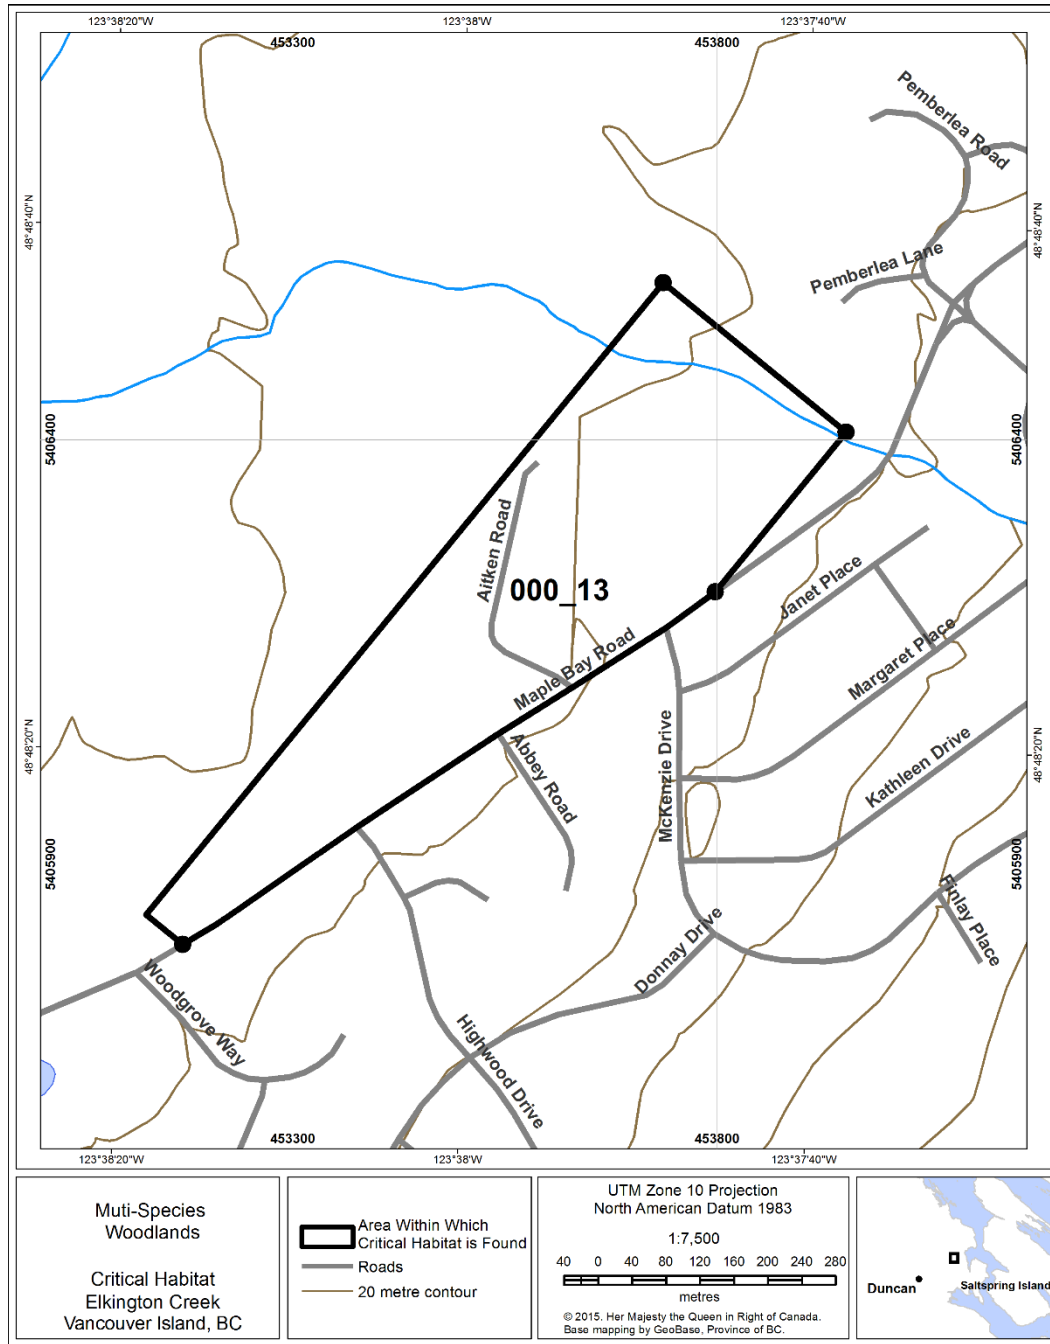 123°38'20"W
123°38'W
123°37'40"W
453300
453800
Pemberlea Road
48°48'40"N
48°48'40"N
Pemberlea Lane
5406400
5406400
Aitken Road
000_13
Janet Place
Maple Bay Road
Margaret Place
48°48'20"N
48°48'20"N
Abbey Road
McKenzie Drive
Kathleen Drive
5405900
5405900
Finlay Place
Donnay Drive
Woodgrove Way
Highwood Drive
453300
453800
123°38'20"W
123°38'W
123°37'40"W
Muti-Species
Woodlands
Critical Habitat
Elkington Creek
Vancouver Island, BC
Area Within Which
Critical Habitat is Found
Roads
20 metre contour
UTM Zone 10 Projection
North American Datum 1983
1:7,500
40 0 40 80 120 160 200 240 280
metres
© 2015. Her Majesty the Queen in Right of Canada.
Base mapping by GeoBase, Province of BC.
Duncan
Saltspring Island